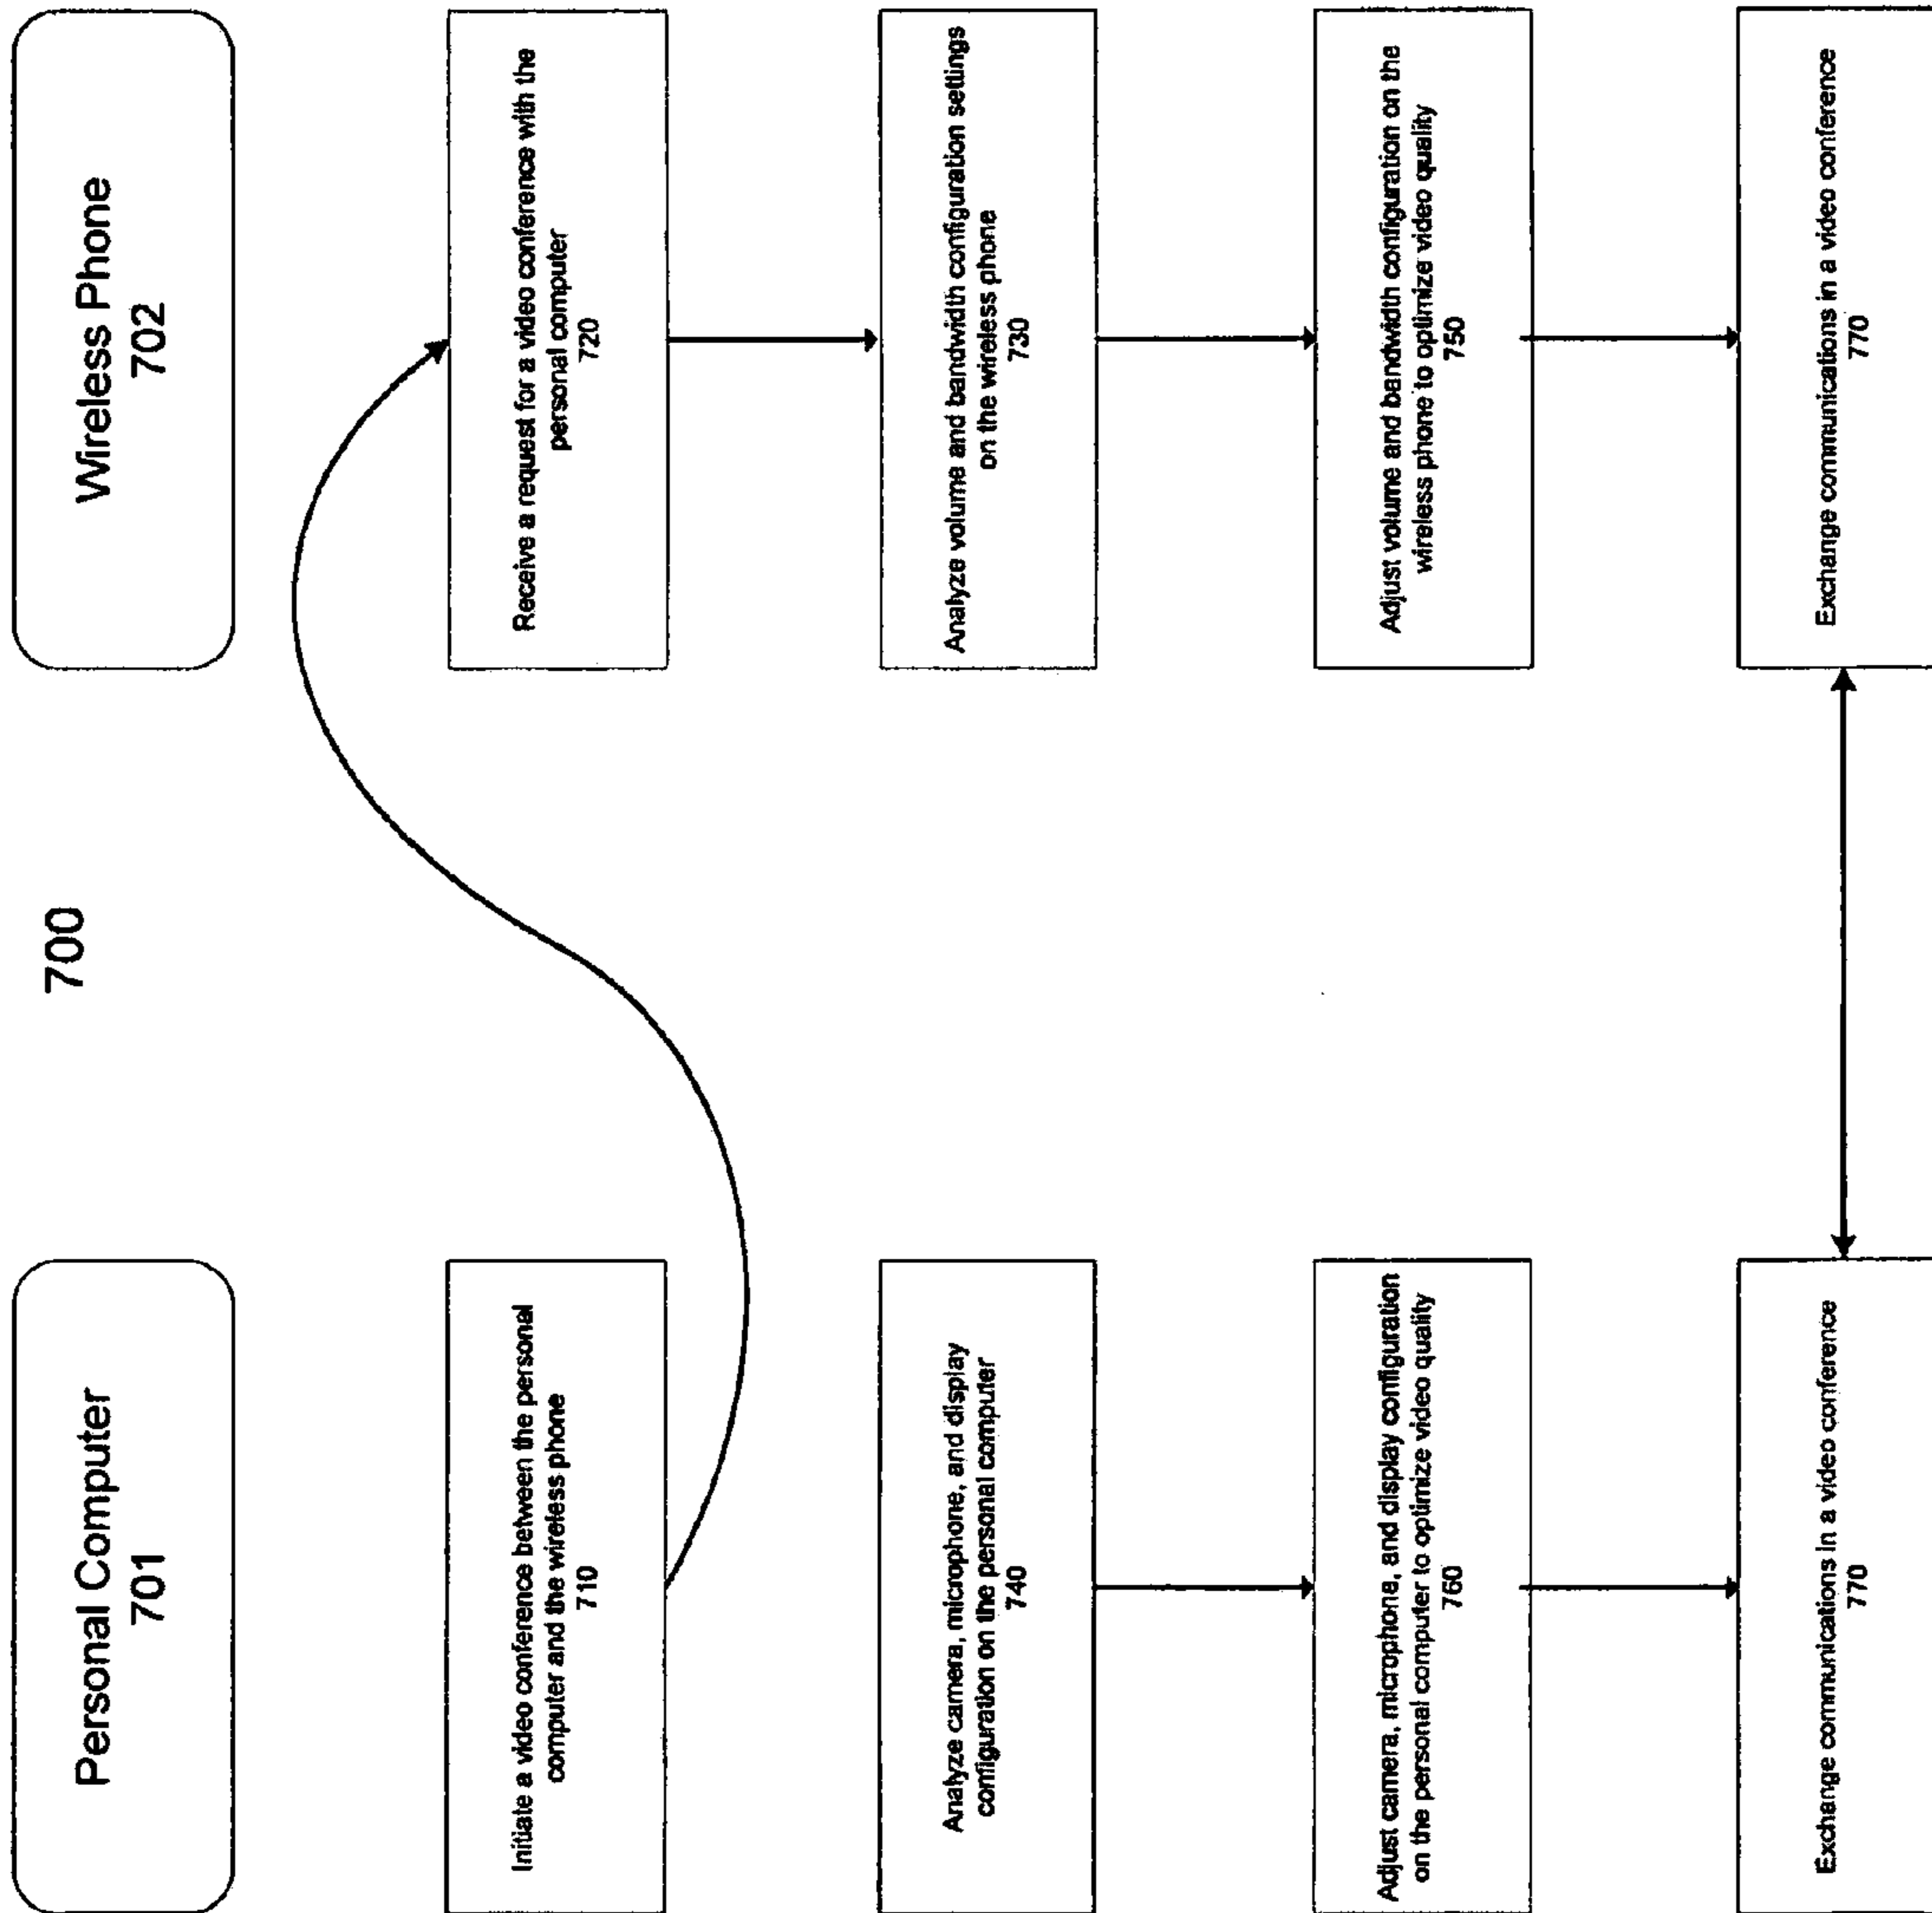 700
Personal Computer
701
Wireless Phone
702
Initiate a video conference between the personal
computer and the wireless phone
710
Receive a request for a video conference with the
personal computer
720
Analyze camera, microphone, and display
configuration on the personal computer
740
Analyze volume and bandwidth configuration settings
on the wireless phone
730
Adjust camera, microphone, and display configuration
on the personal computer to optimize video quality
760
Adjust volume and bandwidth configuration on the
wireless phone to optimize video quality
750
Exchange communications in a video conference
770
Exchange communications in a video conference
770